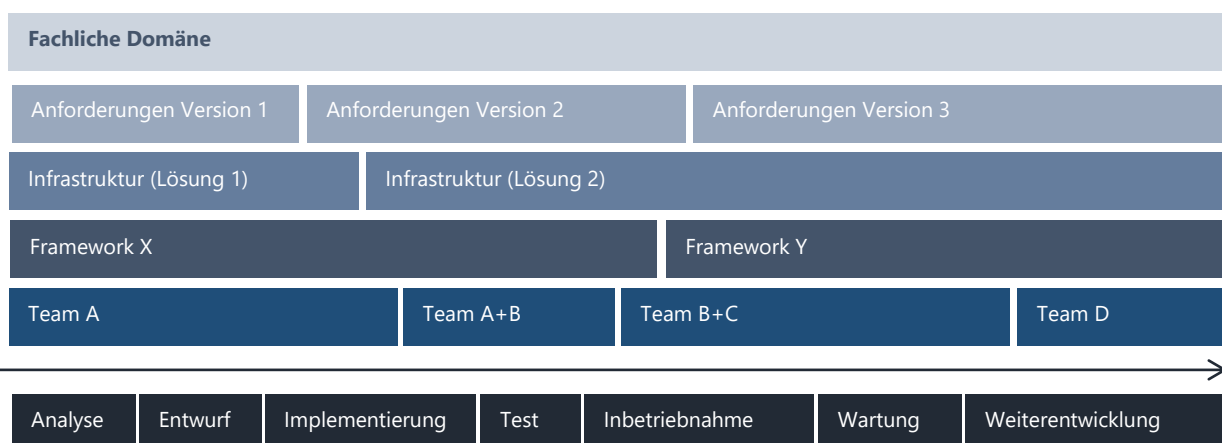 Fachliche Domäne
Anforderungen Version 1 Anforderungen Version 2 Anforderungen Version 3
Infrastruktur (Lösung 1) Infrastruktur (Lösung 2)
Framework X Framework Y
Team A Team A+B Team B+C Team D
Analyse Entwurf Implementierung Test Inbetriebnahme Wartung Weiterentwicklung